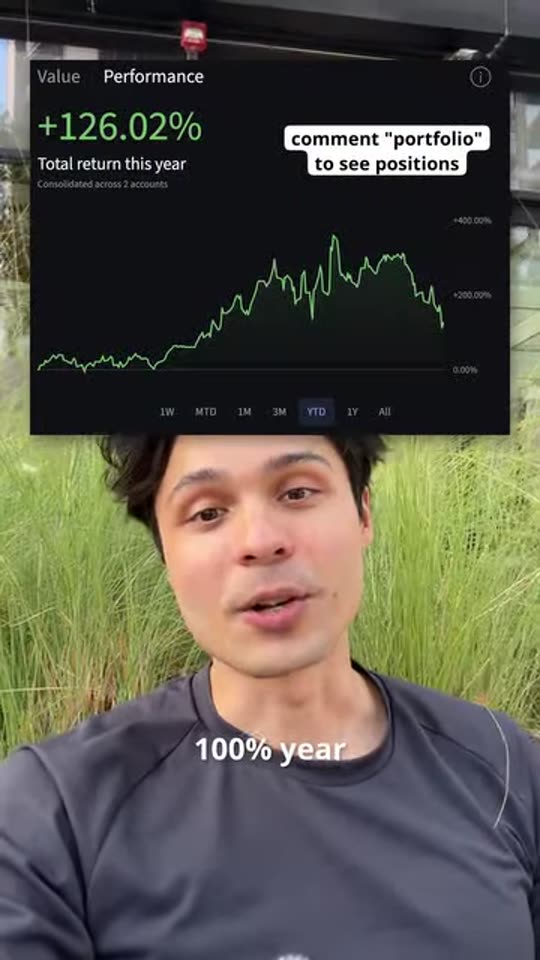 Value Performance
+126.02%
Total return this year
Consolidated across 2 accounts
comment "portfolio"
to see positions
+400.00%
+200.00%
0.00%
1W MTD 1M 3M YTD 1Y All
100% year